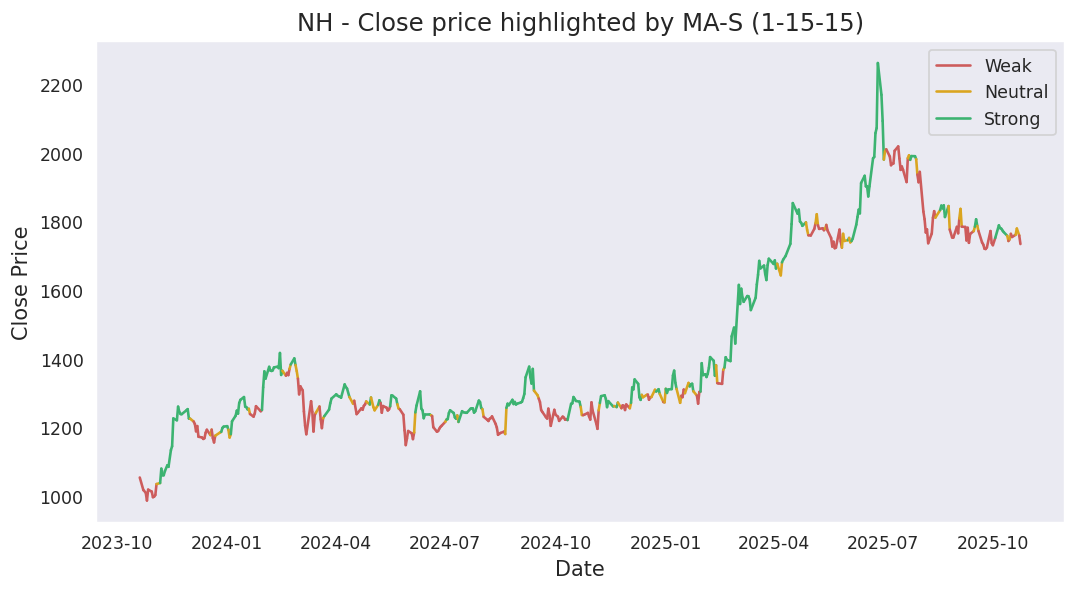 NH - Close price highlighted by MA-S (1-15-15)
Weak
Neutral
Strong
Close Price
2200
2000
1800
1600
1400
1200
1000
2023-10 2024-01 2024-04 2024-07 2024-10 2025-01 2025-04 2025-07 2025-10
Date